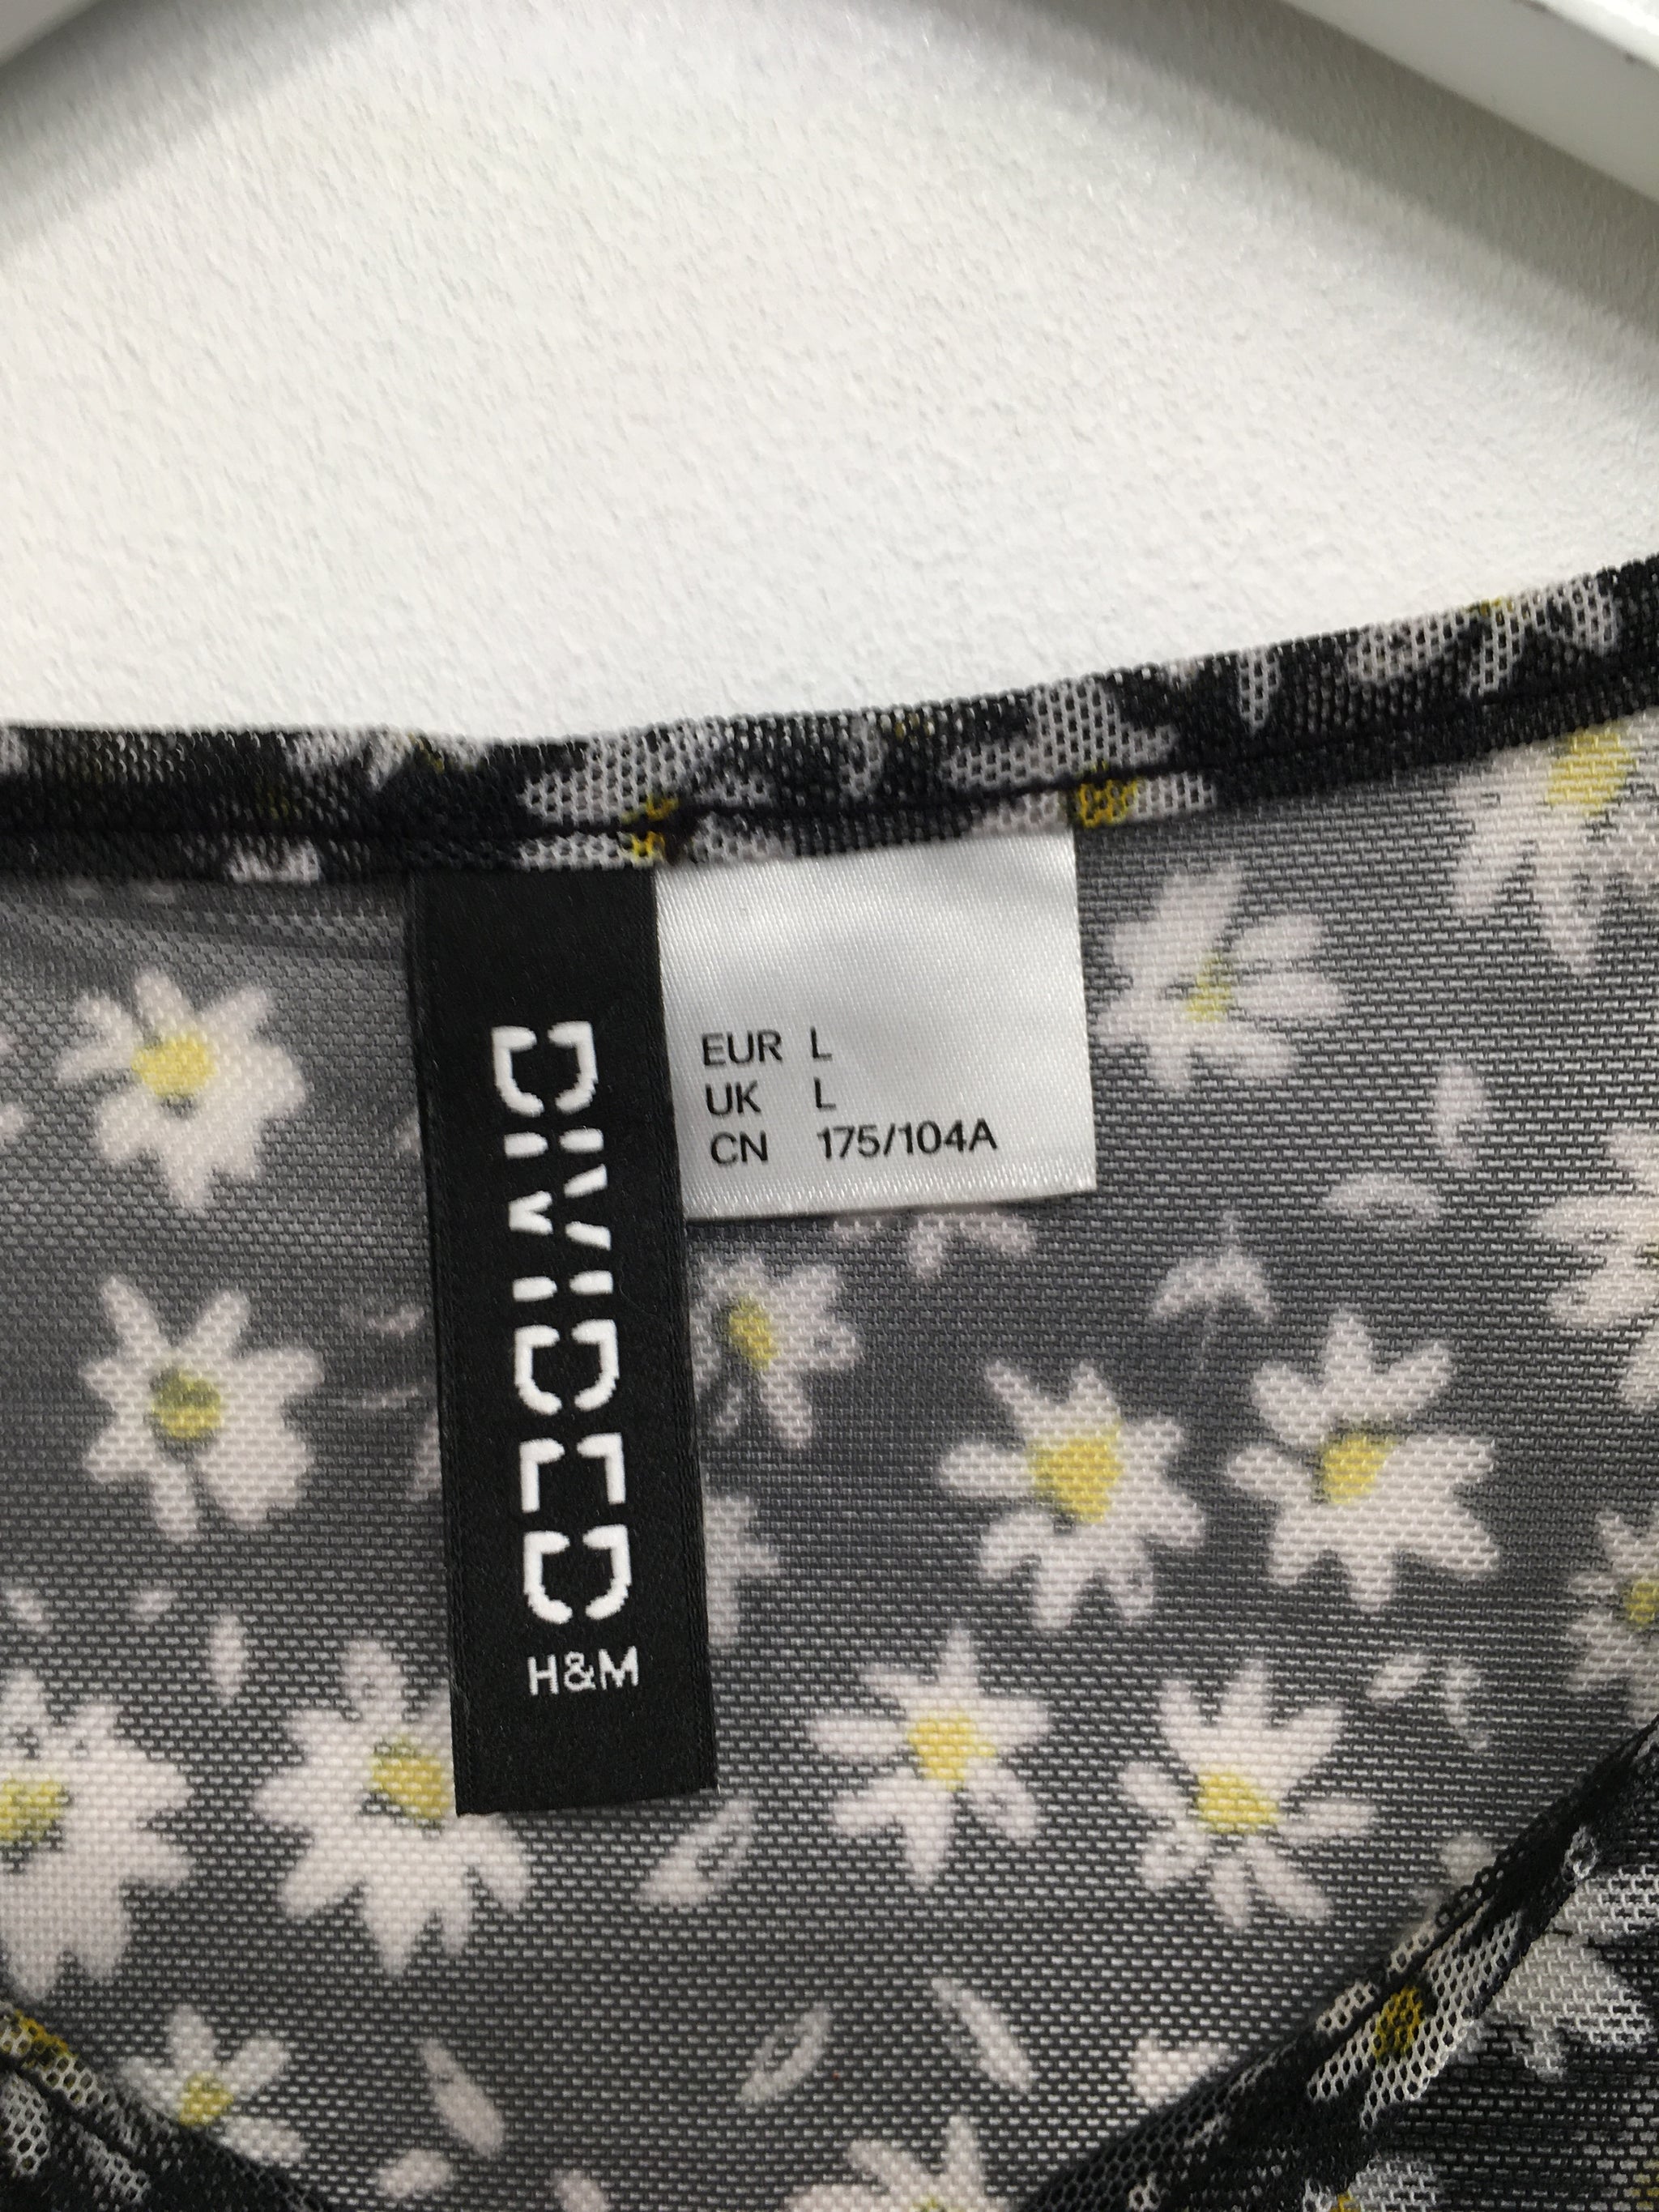 DIVIDED
H&M
EUR L
UK L
CN 175/104A